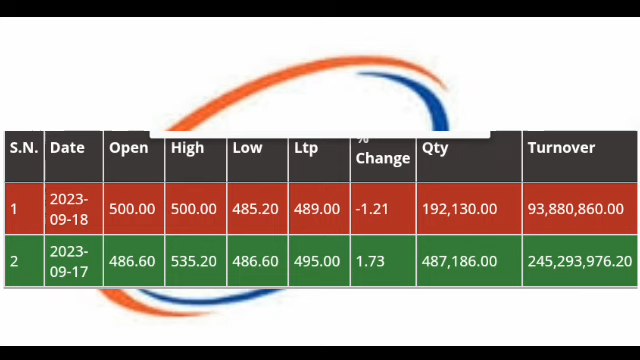 S.N. Date Open High Low Ltp % Change Qty Turnover
1 2023-09-18 500.00 500.00 485.20 489.00 -1.21 192,130.00 93,880,860.00
2 2023-09-17 486.60 535.20 486.60 495.00 1.73 487,186.00 245,293,976.20